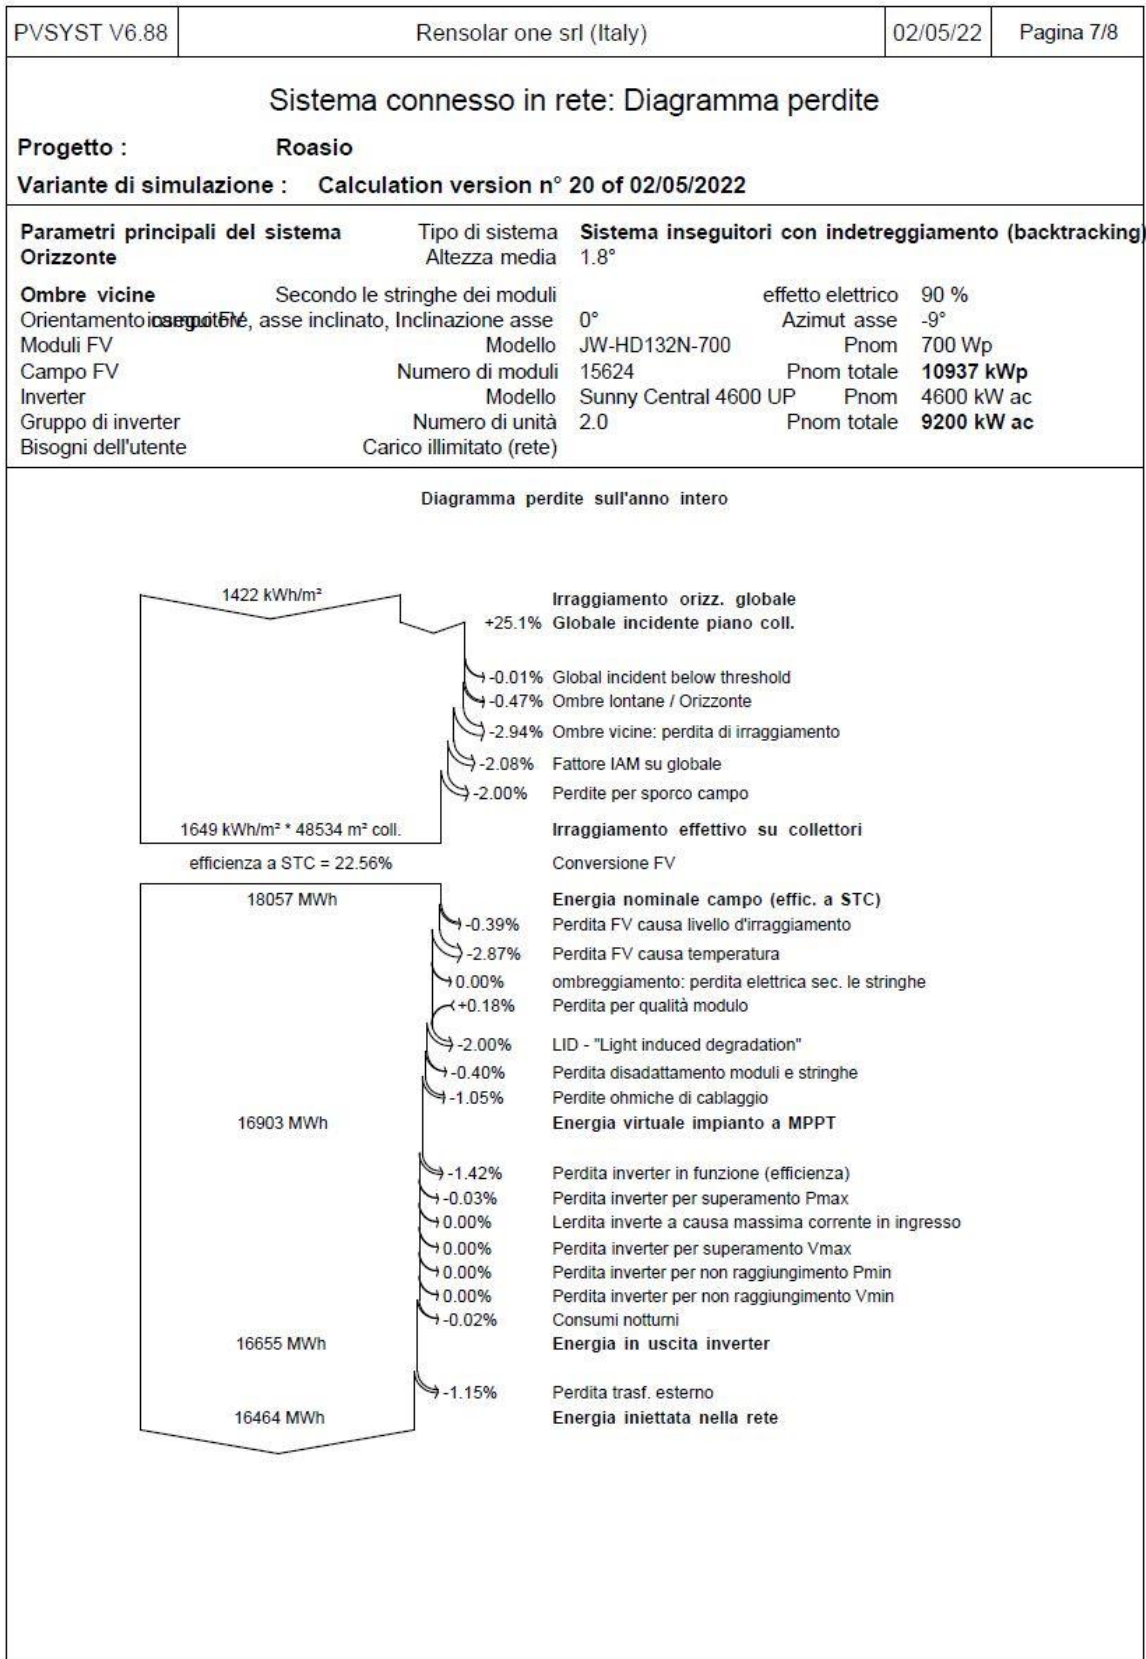 PVSYST V6.88 Rensolar one srl (Italy) 02/05/22 Pagina 7/8
Sistema connesso in rete: Diagramma perdite
Progetto : Roasio
Variante di simulazione : Calculation version n° 20 of 02/05/2022
Parametri principali del sistema Tipo di sistema Sistema inseguitori con indetreggiamento (backtracking)
Orizzonte Altezza media 1.8°
Ombre vicine Secondo le stringhe dei moduli effetto elettrico 90 %
Orientamento campo FV, asse inclinato, Inclinazione asse 0° Azimut asse -9°
Moduli FV Modello JW-HD132N-700 Pnom 700 Wp
Campo FV Numero di moduli 15624 Pnom totale 10937 kWp
Inverter Modello Sunny Central 4600 UP Pnom 4600 kW ac
Gruppo di inverter Numero di unità 2.0 Pnom totale 9200 kW ac
Bisogni dell'utente Carico illimitato (rete)
Diagramma perdite sull'anno intero
1422 kWh/m² Irraggiamento orizz. globale
+25.1% Globale incidente piano coll.
-0.01% Global incident below threshold
-0.47% Ombre lontane / Orizzonte
-2.94% Ombre vicine: perdita di irraggiamento
-2.08% Fattore IAM su globale
-2.00% Perdite per sporco campo
1649 kWh/m² * 48534 m² coll. Irraggiamento effettivo su collettori
efficienza a STC = 22.56% Conversione FV
18057 MWh Energia nominale campo (effic. a STC)
-0.39% Perdita FV causa livello d'irraggiamento
-2.87% Perdita FV causa temperatura
0.00% ombreggiamento: perdita elettrica sec. le stringhe
+0.18% Perdita per qualità modulo
-2.00% LID - "Light induced degradation"
-0.40% Perdita disadattamento moduli e stringhe
-1.05% Perdite ohmiche di cablaggio
16903 MWh Energia virtuale impianto a MPPT
-1.42% Perdita inverter in funzione (efficienza)
-0.03% Perdita inverter per superamento Pmax
0.00% Lerdita inverte a causa massima corrente in ingresso
0.00% Perdita inverter per superamento Vmax
0.00% Perdita inverter per non raggiungimento Pmin
0.00% Perdita inverter per non raggiungimento Vmin
-0.02% Consumi notturni
16655 MWh Energia in uscita inverter
-1.15% Perdita trasf. esterno
16464 MWh Energia iniettata nella rete